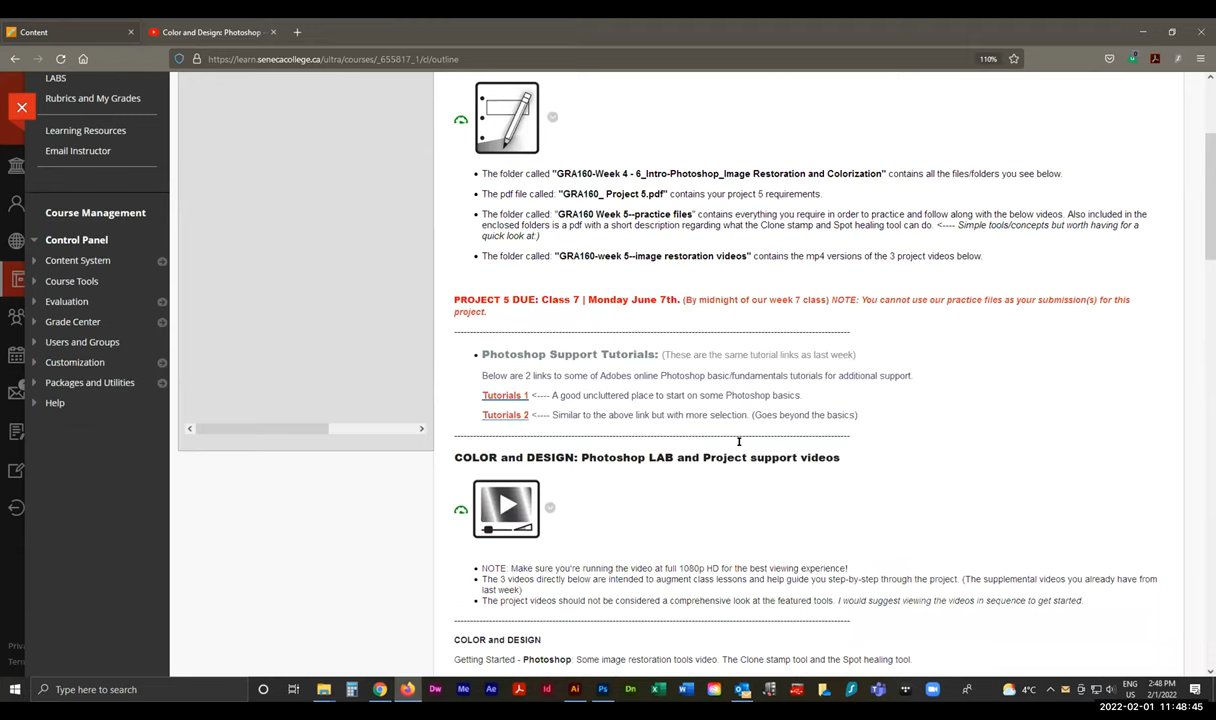 Content
Color and Design: Photoshop -
https://learn.senecacollege.ca/ultra/courses/_655817_1/cl/outline
110%
LABS
Rubrics and My Grades
Learning Resources
Email Instructor
Course Management
Control Panel
Content System
Course Tools
Evaluation
Grade Center
Users and Groups
Customization
Packages and Utilities
Help
Priv
Term
The folder called "GRA160-Week 4 - 6_Intro-Photoshop_Image Restoration and Colorization" contains all the files/folders you see below.
The pdf file called: "GRA160_ Project 5.pdf" contains your project 5 requirements.
The folder called: "GRA160 Week 5--practice files" contains everything you require in order to practice and follow along with the below videos. Also included in the
enclosed folders is a pdf with a short description regarding what the Clone stamp and Spot healing tool can do. <---- Simple tools/concepts but worth having for a
quick look at:)
The folder called: "GRA160-week 5--image restoration videos" contains the mp4 versions of the 3 project videos below.
PROJECT 5 DUE: Class 7 | Monday June 7th. (By midnight of our week 7 class) NOTE: You cannot use our practice files as your submission(s) for this
project.
Photoshop Support Tutorials: (These are the same tutorial links as last week)
Below are 2 links to some of Adobes online Photoshop basic/fundamentals tutorials for additional support.
Tutorials 1 <---- A good uncluttered place to start on some Photoshop basics.
Tutorials 2 <---- Similar to the above link but with more selection. (Goes beyond the basics)
COLOR and DESIGN: Photoshop LAB and Project support videos
NOTE: Make sure you're running the video at full 1080p HD for the best viewing experience!
The 3 videos directly below are intended to augment class lessons and help guide you step-by-step through the project. (The supplemental videos you already have from
last week)
The project videos should not be considered a comprehensive look at the featured tools. I would suggest viewing the videos in sequence to get started.
COLOR and DESIGN
Getting Started - Photoshop: Some image restoration tools video. The Clone stamp tool and the Spot healing tool.
Type here to search
Dw
Me
Ae
Id
Ai
Ps
Dn
4°C
ENG
US
2:48 PM
2/1/2022
2022-02-01 11:48:45